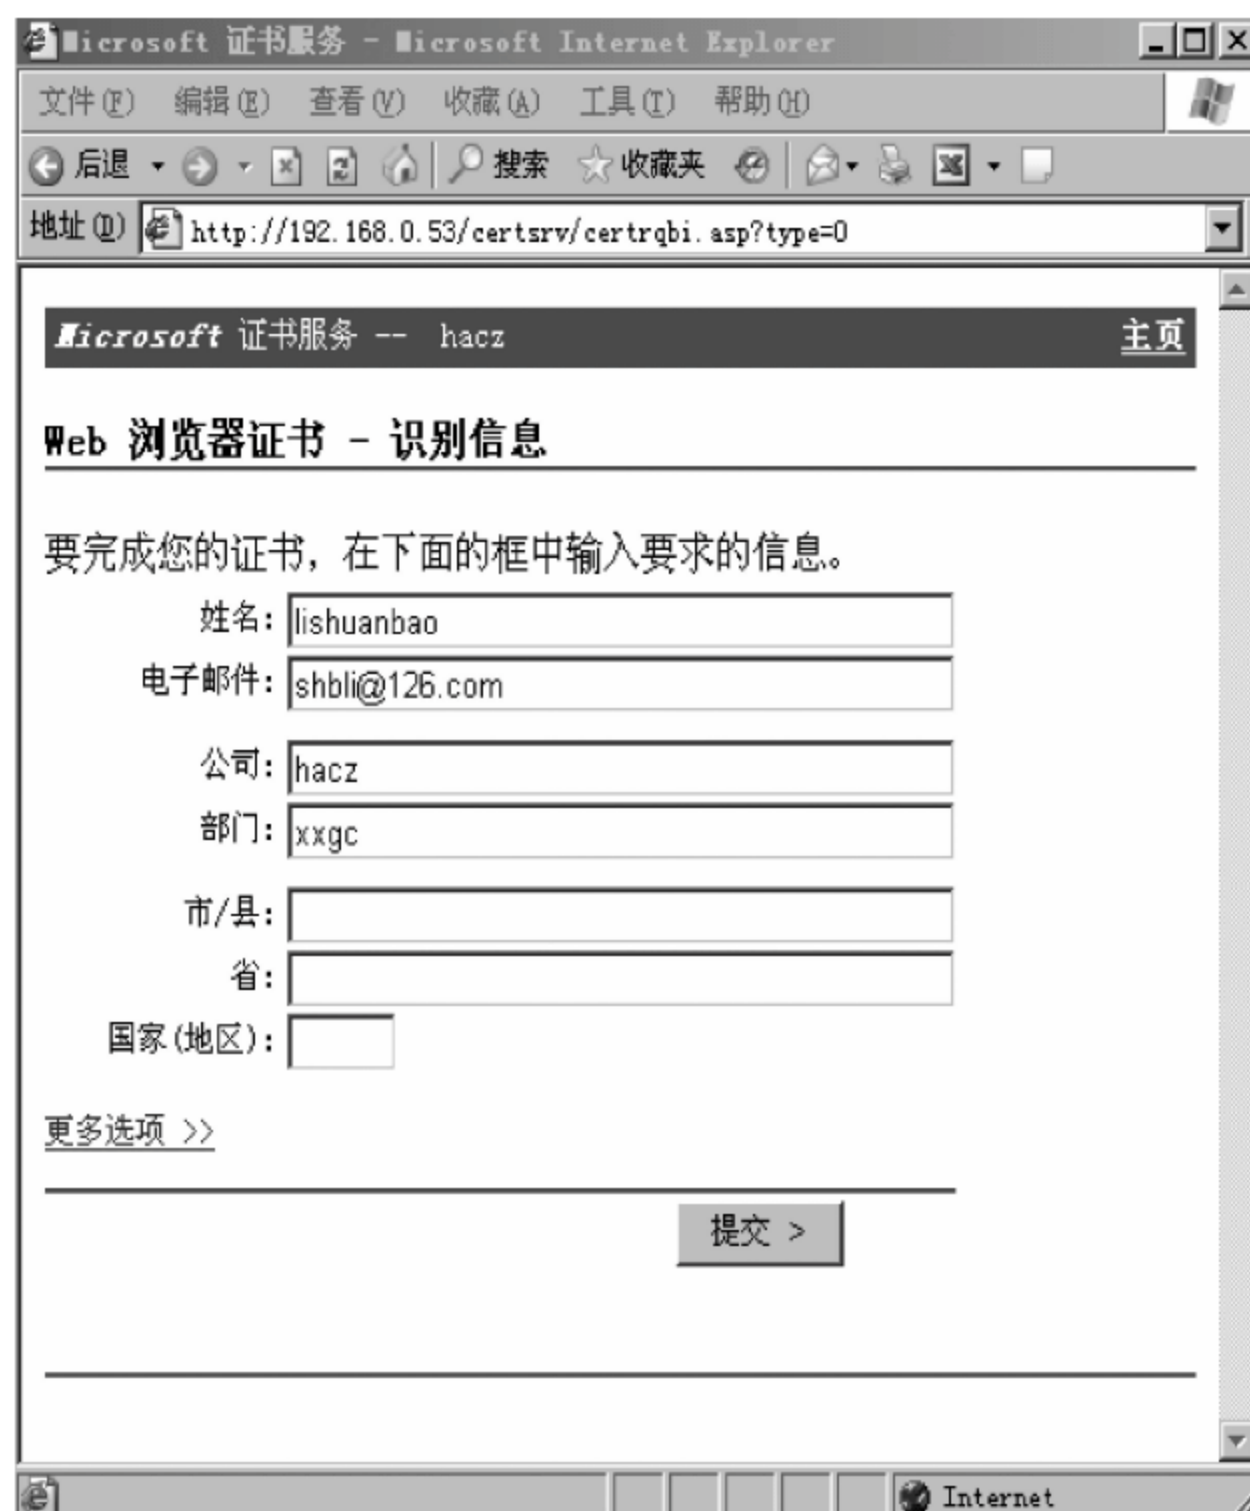 Microsoft 证书服务 - Microsoft Internet Explorer
文件(F) 编辑(E) 查看(V) 收藏(A) 工具(T) 帮助(H)
后退 搜索 收藏夹
地址(D) http://192.168.0.53/certsrv/certrqbi.asp?type=0
Microsoft 证书服务 -- hacz 主页
Web 浏览器证书 - 识别信息
要完成您的证书，在下面的框中输入要求的信息。
姓名: lishuanbao
电子邮件: shbli@126.com
公司: hacz
部门: xxgc
市/县:
省:
国家(地区):
更多选项 >>
提交 >
Internet